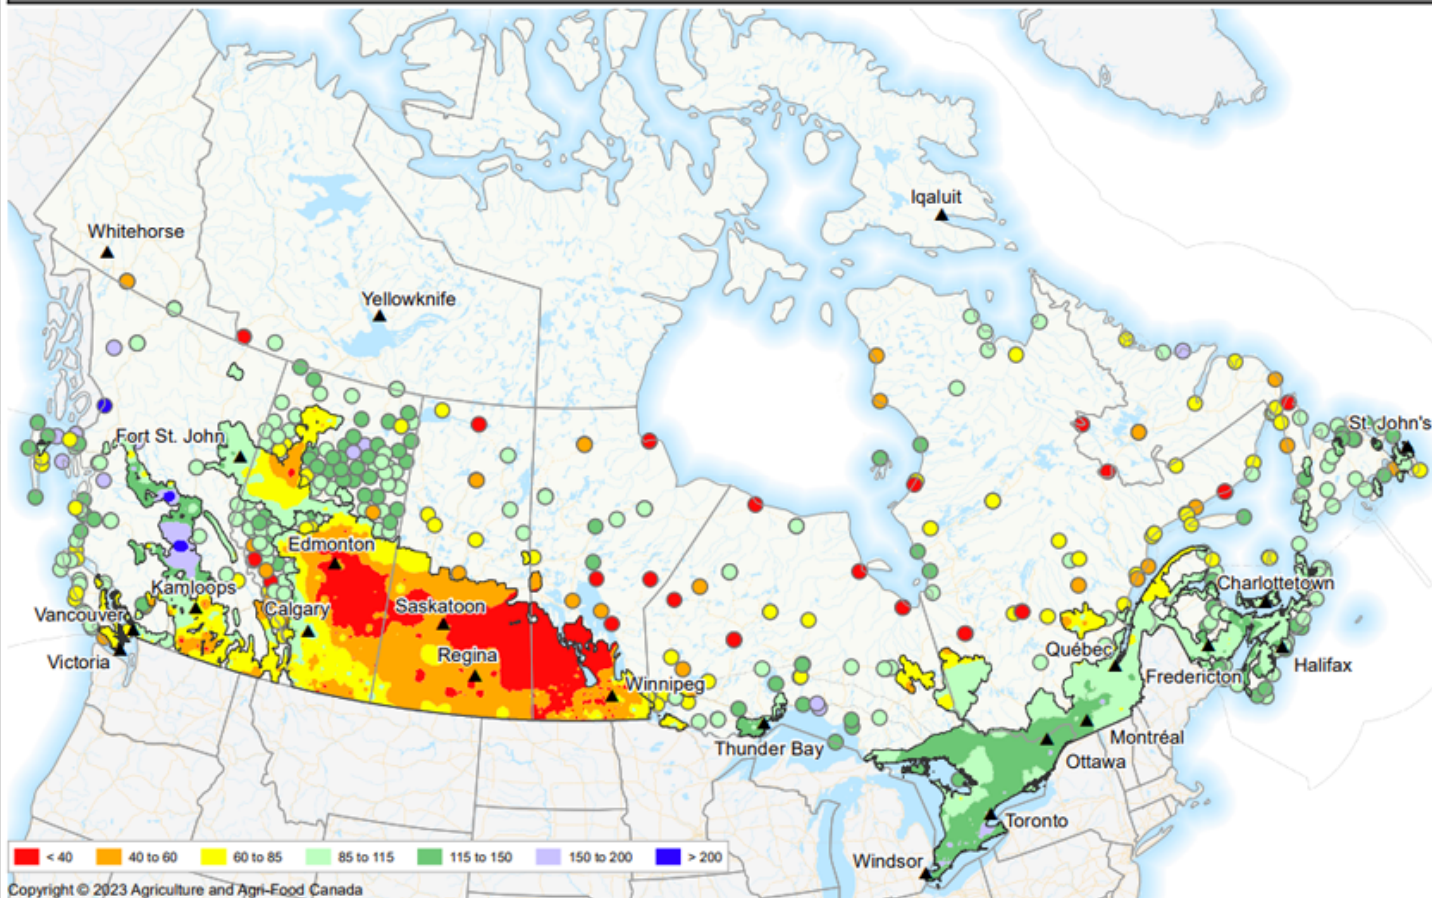 Iqaluit
Whitehorse
Yellowknife
St. John's
Fort St. John
Edmonton
Charlottetown
Kamloops
Calgary
Saskatoon
Vancouver
Québec
Regina
Victoria
Halifax
Fredericton
Winnipeg
Montréal
Thunder Bay
Ottawa
Toronto
< 40 40 to 60 60 to 85 85 to 115 115 to 150 150 to 200 > 200
Windsor
Copyright © 2023 Agriculture and Agri-Food Canada